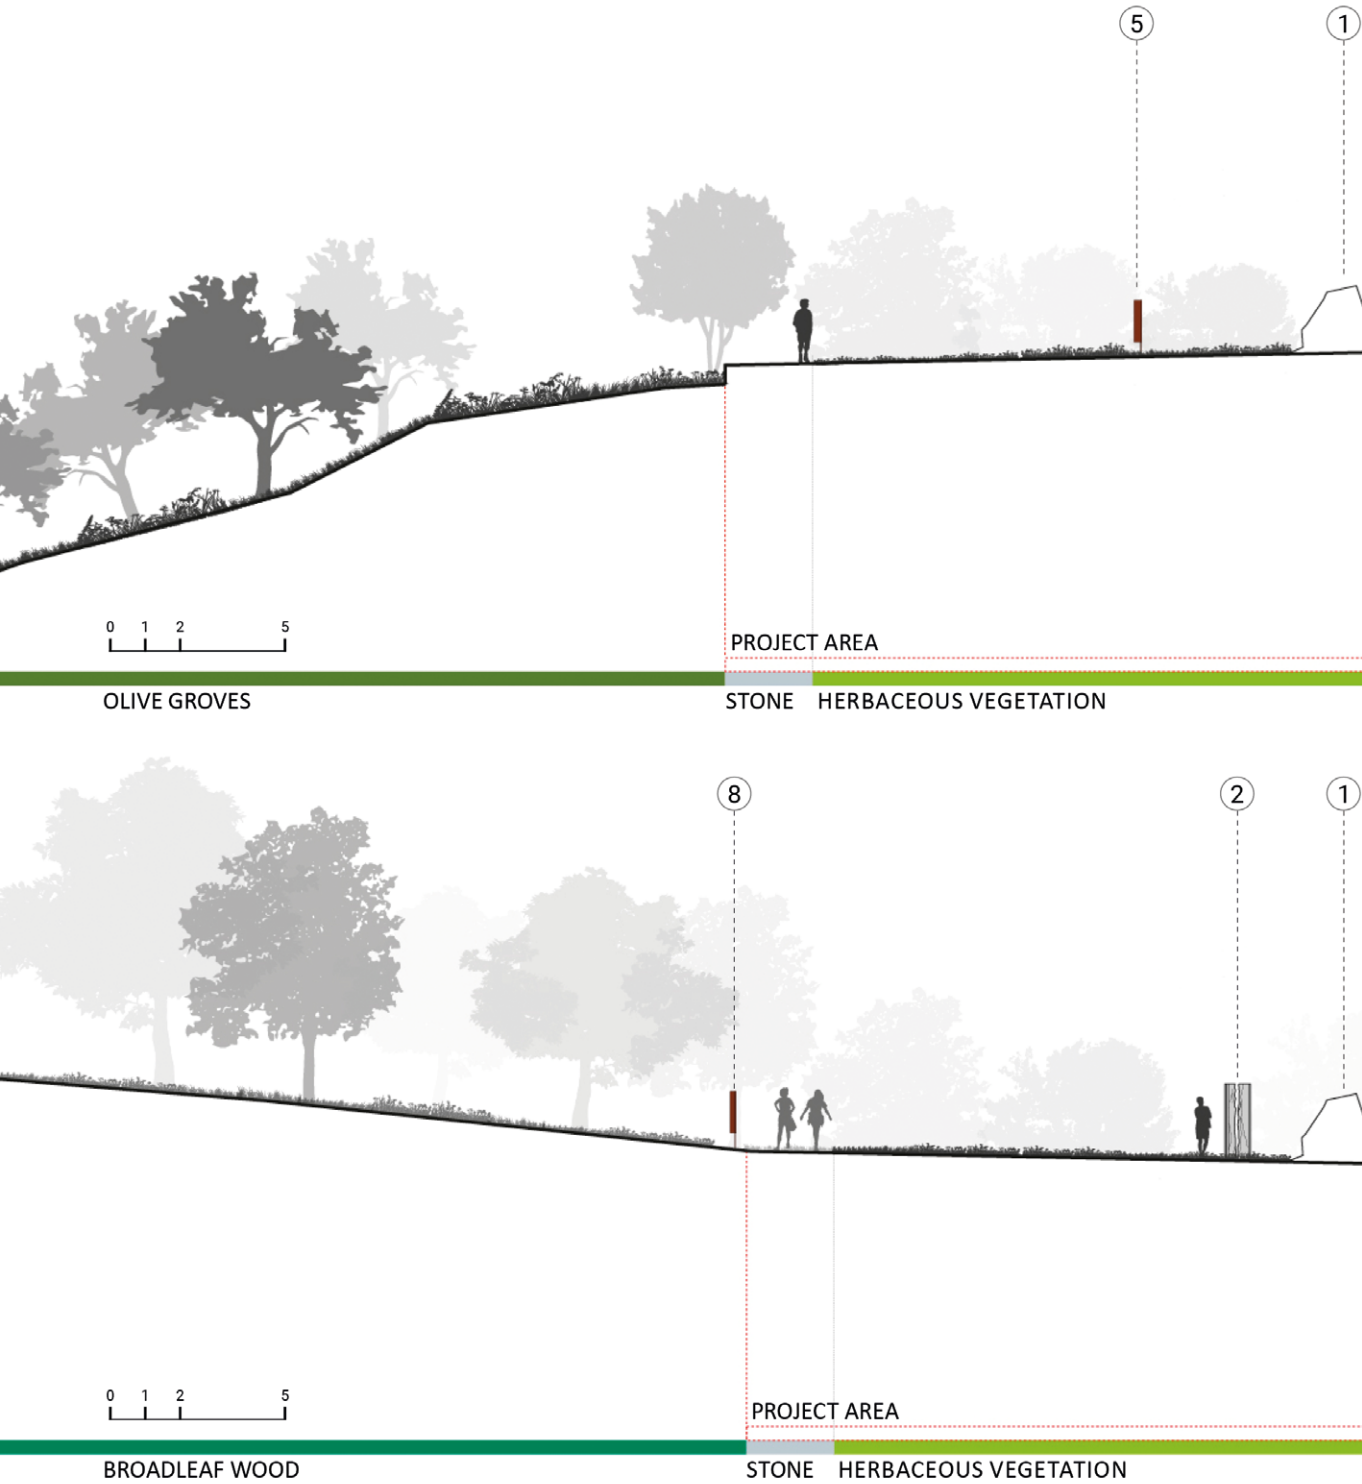 5 1
0 1 2 5
PROJECT AREA
OLIVE GROVES STONE HERBACEOUS VEGETATION
8 2 1
0 1 2 5
PROJECT AREA
BROADLEAF WOOD STONE HERBACEOUS VEGETATION